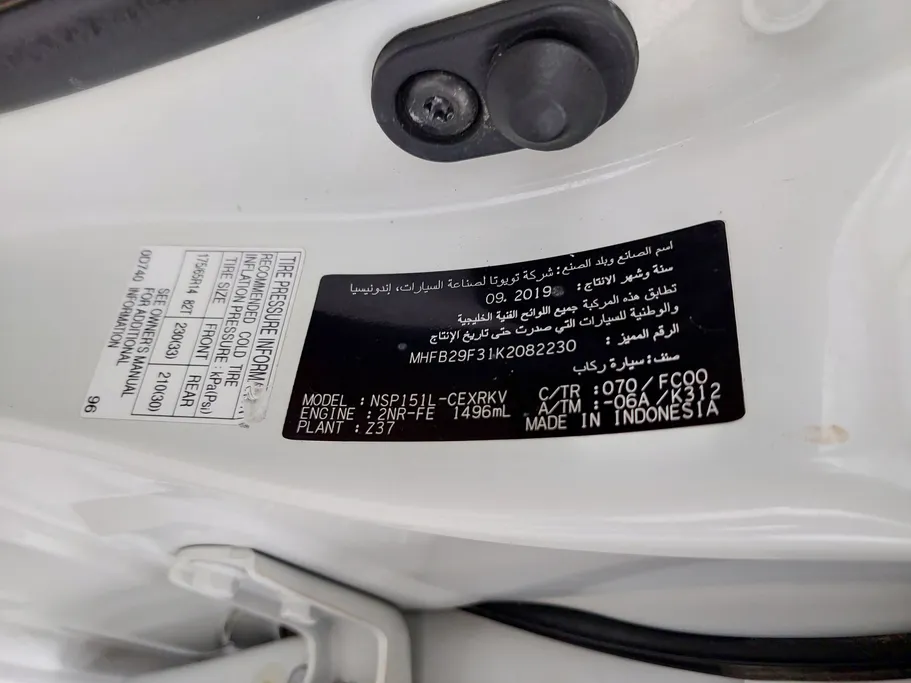 اسم الصانع وبلد الصنع: شركة تويوتا لصناعة السيارات، إندونيسيا
سنة وشهر الإنتاج: 09. 2019
تطابق هذه المركبة جميع اللوائح الفنية الخليجية
والوطنية للسيارات التي صدرت حتى تاريخ الإنتاج
الرقم المميز: MHFB29F31K2082230
صنف: سيارة ركاب
MODEL : NSP151L-CEXRKV C/TR :070/FC00
ENGINE : 2NR-FE 1496mL A/TM :-06A/K312
PLANT : Z37 MADE IN INDONESIA
TIRE PRESSURE INFORM
RECOMMENDED COLD TIRE
INFLATION PRESSURE : kPa(Psi)
TIRE SIZE FRONT REAR
175/65R14 82T 230(33) 210(30)
SEE OWNER'S MANUAL
FOR ADDITIONAL
INFORMATION
0D740 96